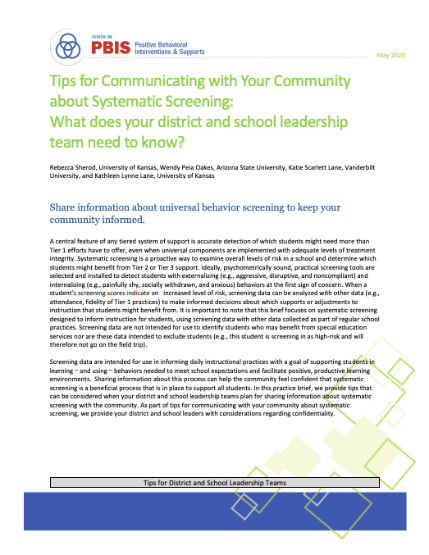 CENTER ON
PBIS
Positive Behavioral
Interventions & Supports
May 2020
Tips for Communicating with Your Community
about Systematic Screening:
What does your district and school leadership
team need to know?
Rebecca Sherod, University of Kansas, Wendy Peia Oakes, Arizona State University, Katie Scarlett Lane, Vanderbilt
University, and Kathleen Lynne Lane, University of Kansas
Share information about universal behavior screening to keep your
community informed.
A central feature of any tiered system of support is accurate detection of which students might need more than
Tier 1 efforts have to offer, even when universal components are implemented with adequate levels of treatment
integrity. Systematic screening is a proactive way to examine overall levels of risk in a school and determine which
students might benefit from Tier 2 or Tier 3 support. Ideally, psychometrically sound, practical screening tools are
selected and installed to detect students with externalizing (e.g., aggressive, disruptive, and noncompliant) and
internalizing (e.g., painfully shy, socially withdrawn, and anxious) behaviors at the first sign of concern. When a
student's screening scores indicate an increased level of risk, screening data can be analyzed with other data (e.g.,
attendance, fidelity of Tier 1 practices) to make informed decisions about which supports or adjustments to
instruction that students might benefit from. It is important to note that this brief focuses on systematic screening
designed to inform instruction for students, using screening data with other data collected as part of regular school
practices. Screening data are not intended for use to identify students who may benefit from special education
services nor are these data intended to exclude students (e.g., this student is screening in as high-risk and will
therefore not go on the field trip).
Screening data are intended for use in informing daily instructional practices with a goal of supporting students in
learning – and using – behaviors needed to meet school expectations and facilitate positive, productive learning
environments. Sharing information about this process can help the community feel confident that systematic
screening is a beneficial process that is in place to support all students. In this practice brief, we provide tips that
can be considered when your district and school leadership teams plan for sharing information about systematic
screening with the community. As part of tips for communicating with your community about systematic
screening, we provide your district and school leaders with considerations regarding confidentiality.
Tips for District and School Leadership Teams